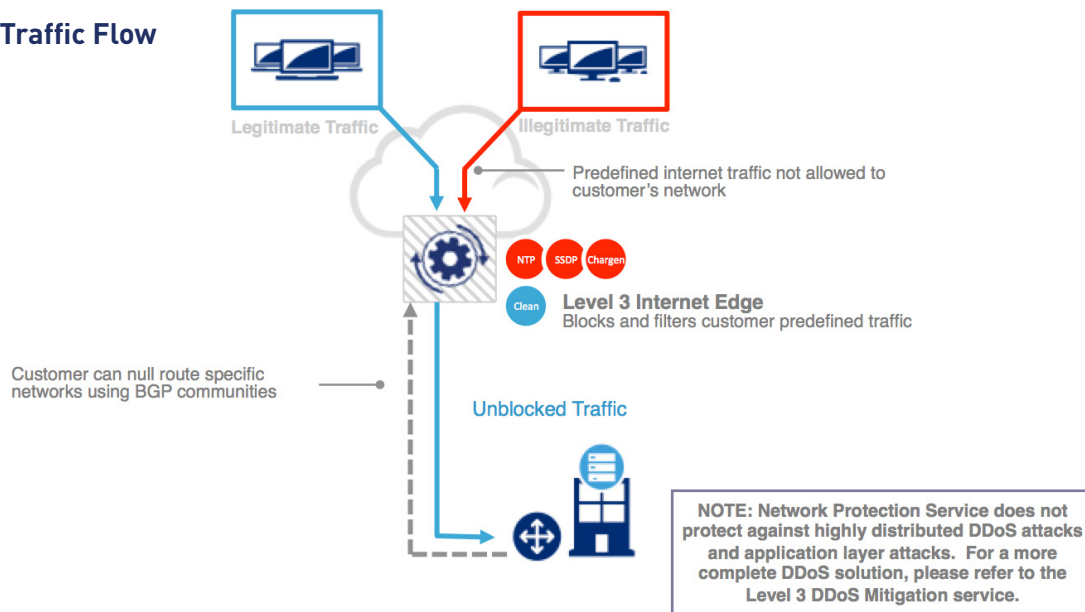 Traffic Flow
Legitimate Traffic
Illegitimate Traffic
Predefined internet traffic not allowed to
customer's network
NTP
SSDP
Chargen
Clean
Level 3 Internet Edge
Blocks and filters customer predefined traffic
Customer can null route specific
networks using BGP communities
Unblocked Traffic
NOTE: Network Protection Service does not
protect against highly distributed DDoS attacks
and application layer attacks.  For a more
complete DDoS solution, please refer to the
Level 3 DDoS Mitigation service.